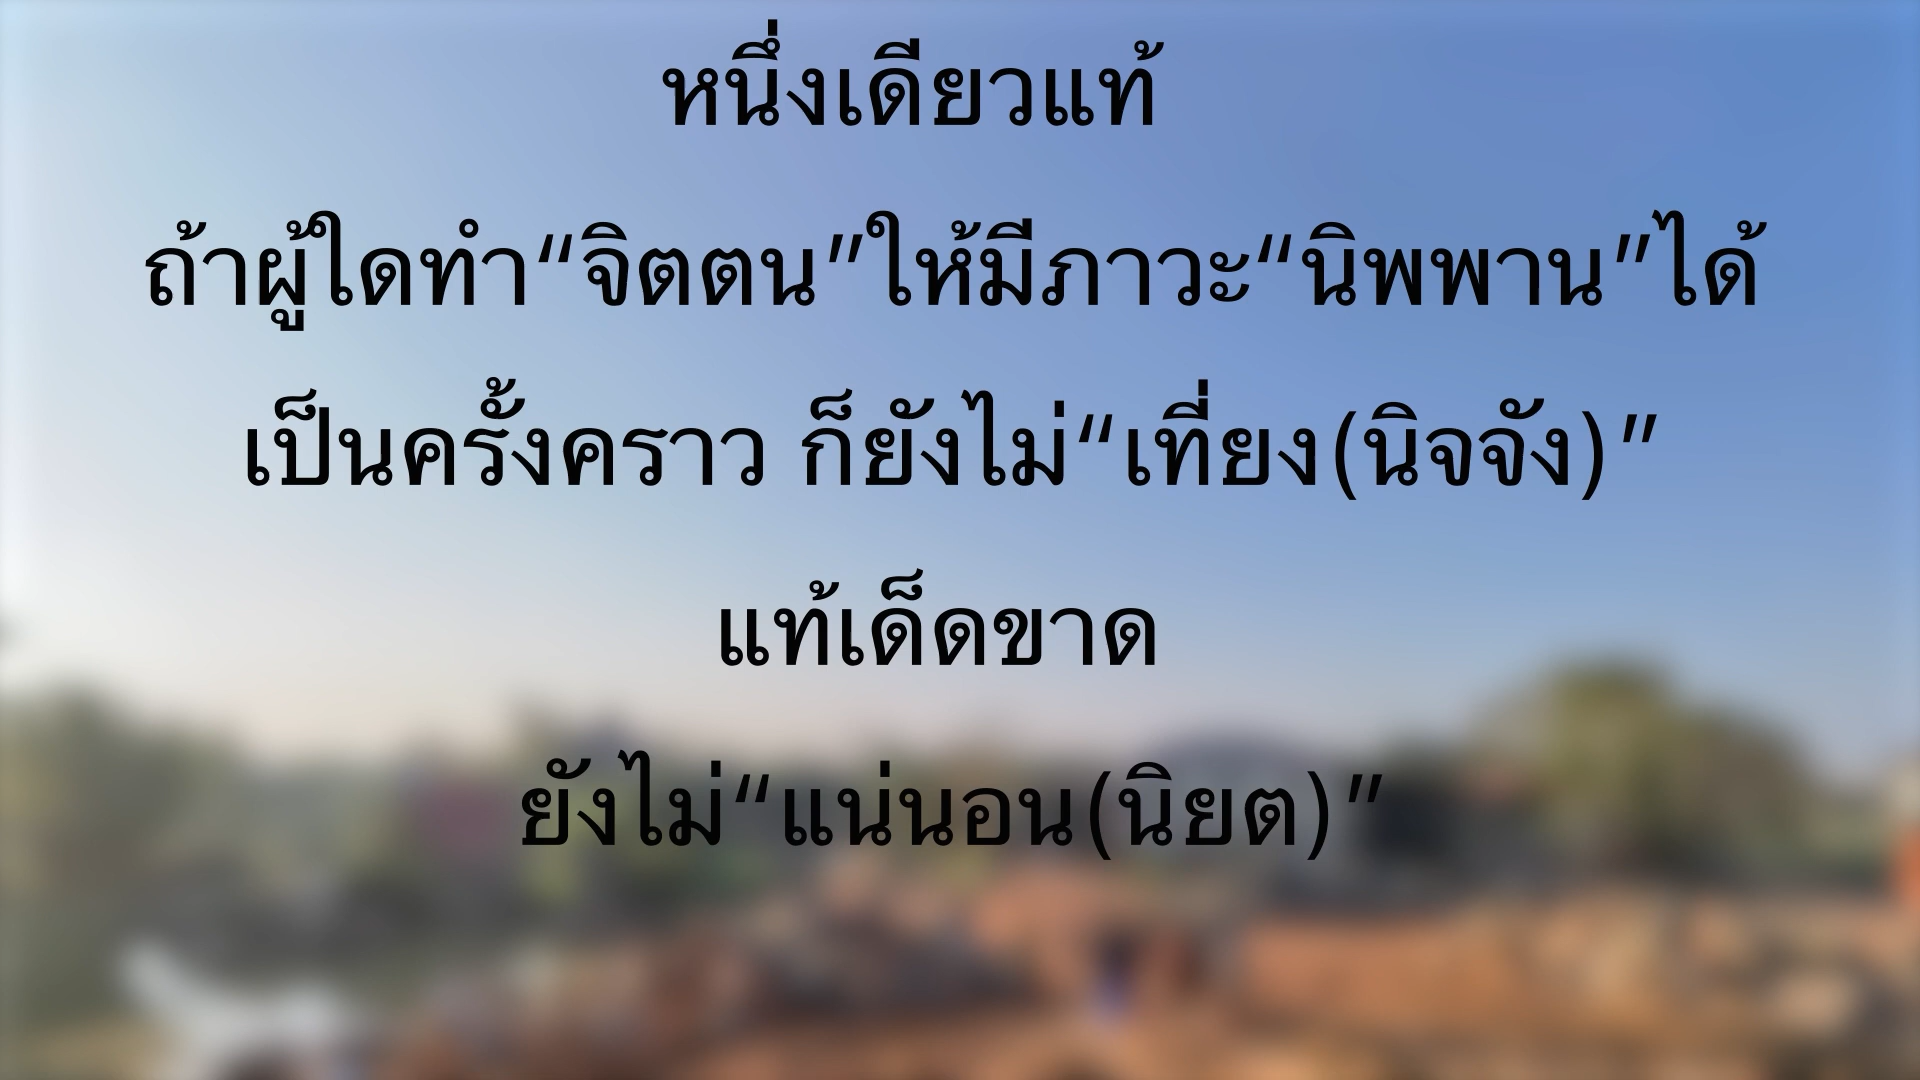 หนึ่งเดียวแท้
ถ้าผู้ใดทำ“จิตตน”ให้มีภาวะ“นิพพาน”ได้
เป็นครั้งคราว ก็ยังไม่“เที่ยง(นิจจัง)”
แท้เด็ดขาด
ยังไม่“แน่นอน(นิยต)”